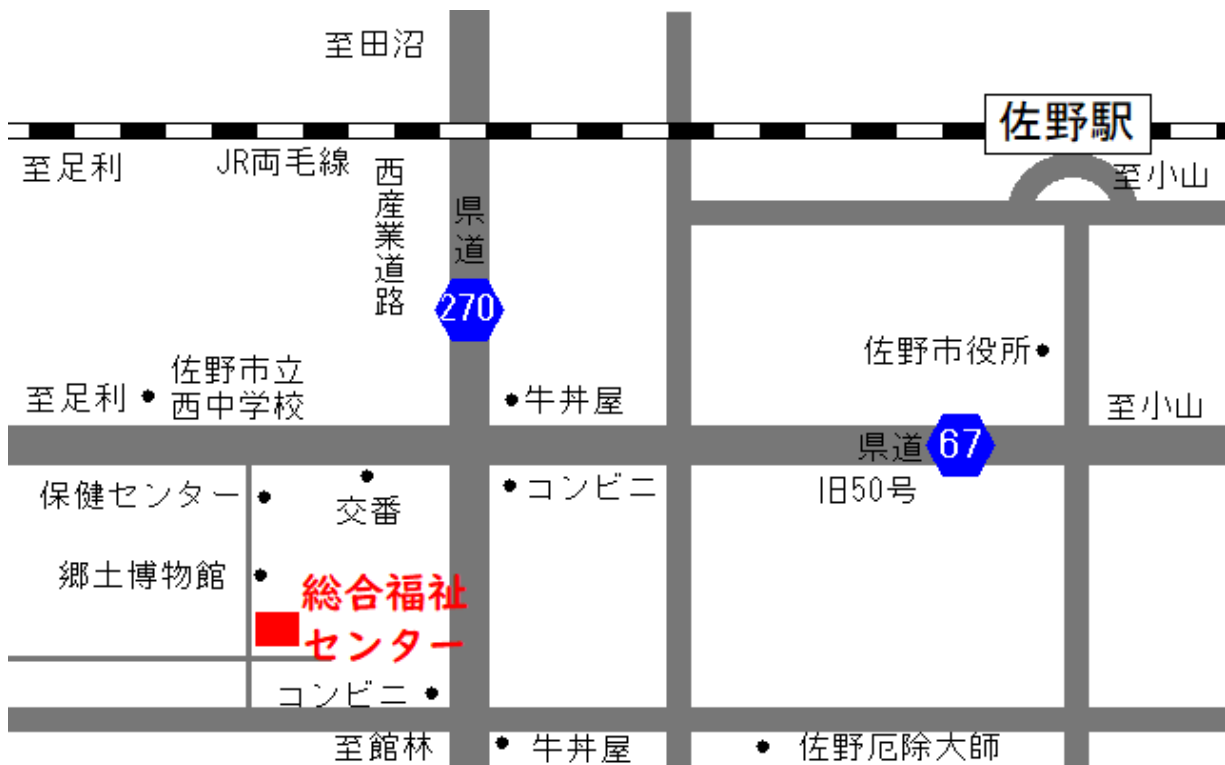 至田沼
佐野駅
至足利
JR両毛線
至小山
西産業道路
県道
270
佐野市役所
佐野市立
西中学校
至足利
牛丼屋
至小山
県道
67
旧50号
保健センター
交番
コンビニ
郷土博物館
総合福祉
センター
コンビニ
至館林
牛丼屋
佐野厄除大師